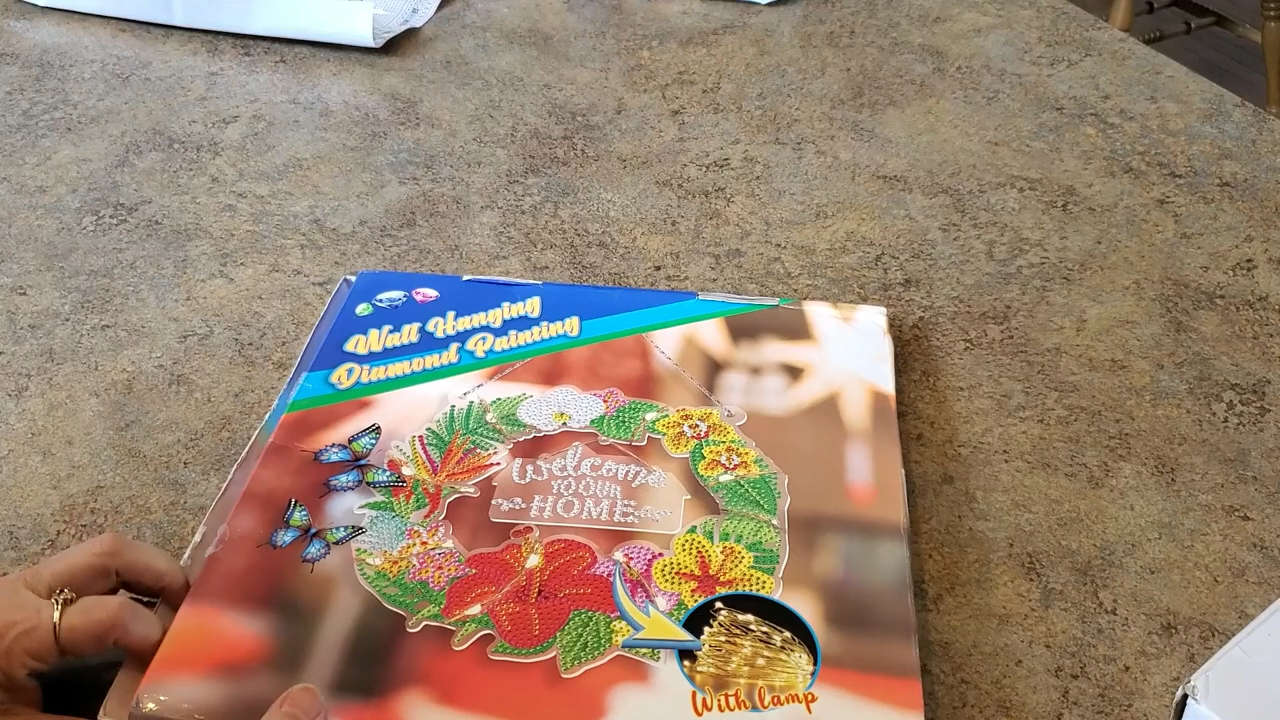 Wall Hanging
Diamond Painting
Welcome
TO OUR
HOME
With lamp